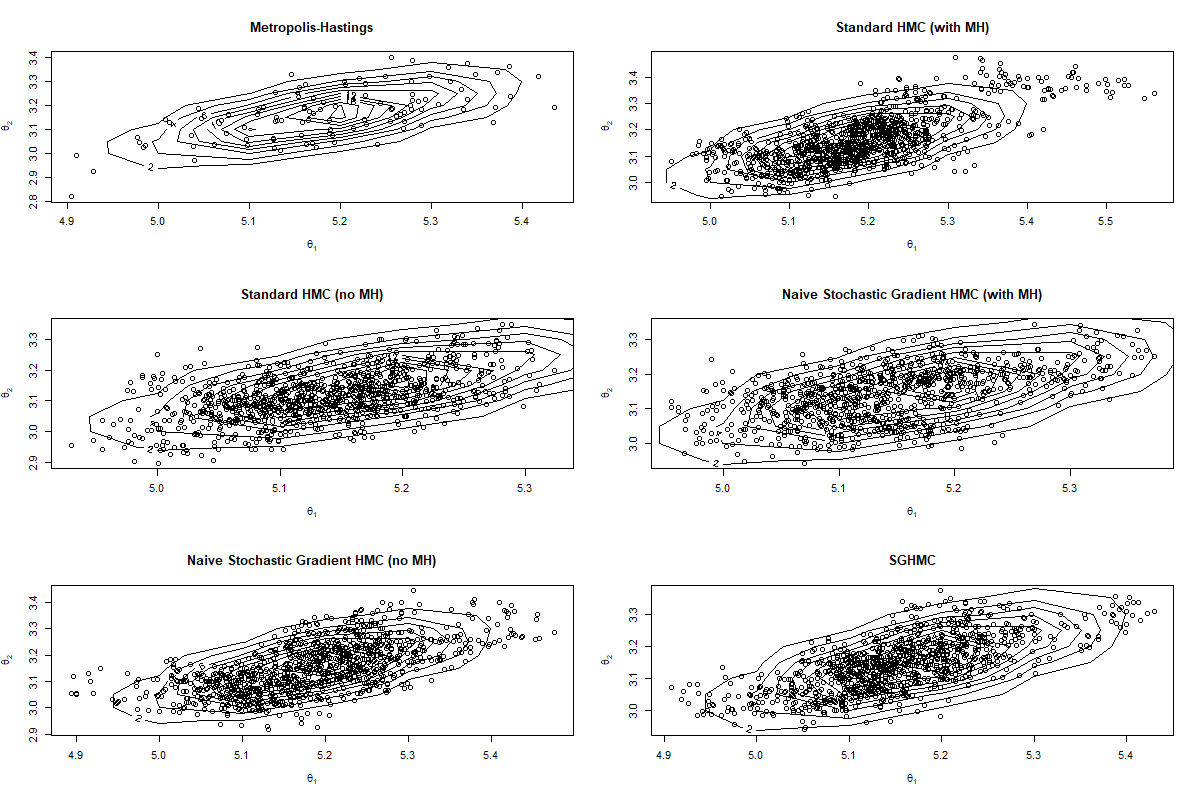 Metropolis-Hastings
θ2
3.4
3.3
3.2
3.1
3.0
2.9
2.8
2
12
4.9 5.0 5.1 5.2 5.3 5.4
θ1
Standard HMC (with MH)
θ2
3.4
3.3
3.2
3.1
3.0
2
5.0 5.1 5.2 5.3 5.4 5.5
θ1
Standard HMC (no MH)
θ2
3.3
3.2
3.1
3.0
2.9
2
5.0 5.1 5.2 5.3
θ1
Naive Stochastic Gradient HMC (with MH)
θ2
3.3
3.2
3.1
3.0
2
5.0 5.1 5.2 5.3
θ1
Naive Stochastic Gradient HMC (no MH)
θ2
3.4
3.3
3.2
3.1
3.0
2.9
2
4.9 5.0 5.1 5.2 5.3 5.4
θ1
SGHMC
θ2
3.3
3.2
3.1
3.0
2
4.9 5.0 5.1 5.2 5.3 5.4
θ1